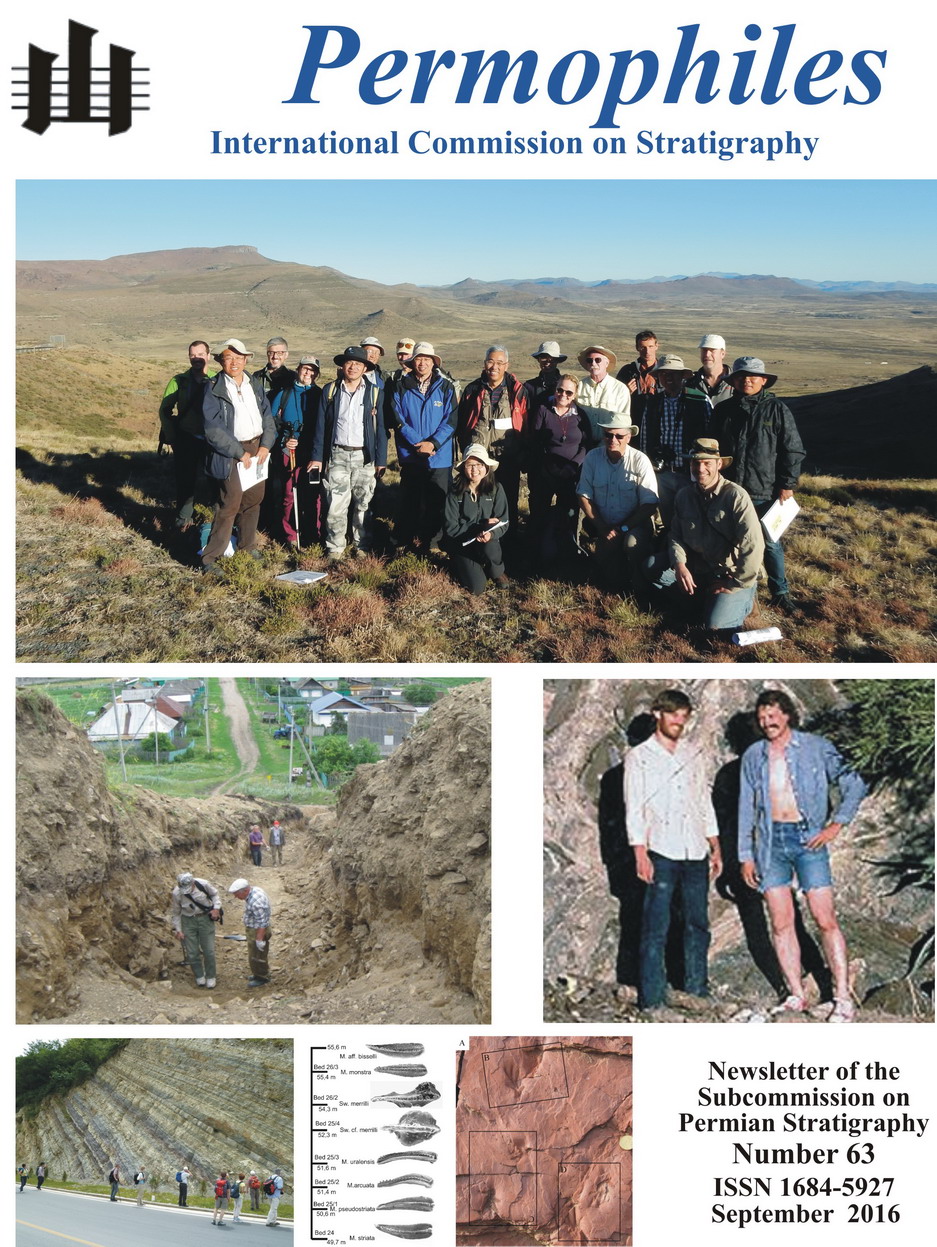 Permophiles
International Commission on Stratigraphy
55,6 m
M. aff. bisselli
Bed 26/3
M. monstra
55,4 m
Bed 26/2
Sw. merrilli
54,3 m
Bed 25/4
Sw. cf. merrilli
52,3 m
Bed 25/3
M. uralensis
51,6 m
Bed 25/2
M.arcuata
51,4 m
Bed 25/1
M. pseudostriata
50,6 m
Bed 24
M. striata
49,7 m
A
B
D
Newsletter of the
Subcommission on
Permian Stratigraphy
Number 63
ISSN 1684-5927
September 2016